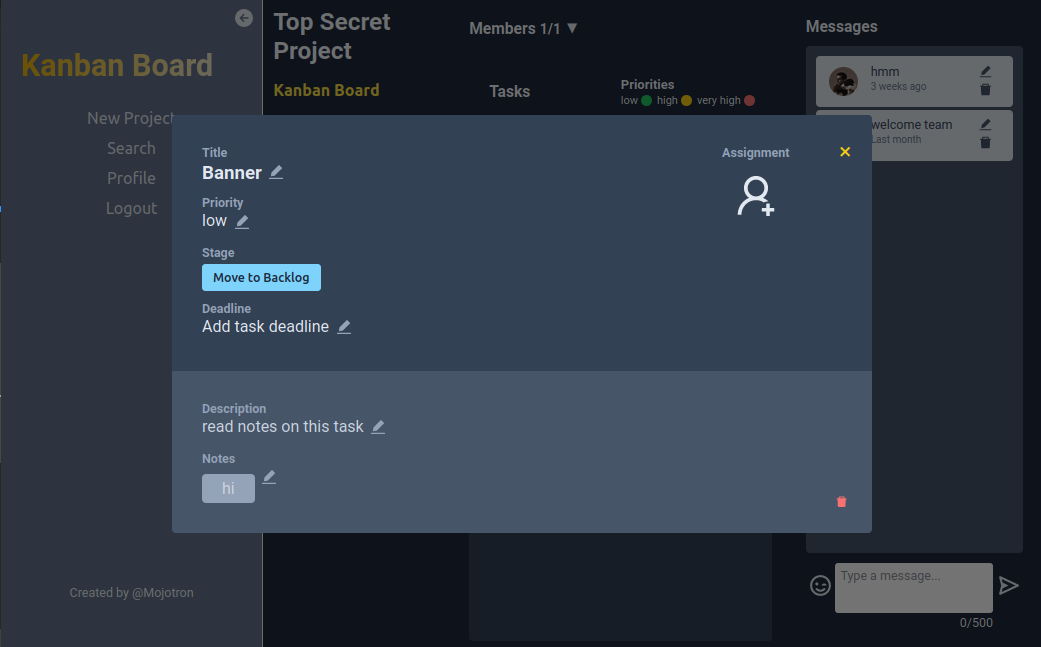 Kanban Board
New Project
Search
Profile
Logout
Created by @Mojotron
Top Secret
Project
Members 1/1 ▼
Kanban Board
Tasks
Priorities
low high very high
Messages
hmm
3 weeks ago
welcome team
Last month
Type a message...
0/500
Title
Banner
Priority
low
Stage
Move to Backlog
Deadline
Add task deadline
Assignment
Description
read notes on this task
Notes
hi